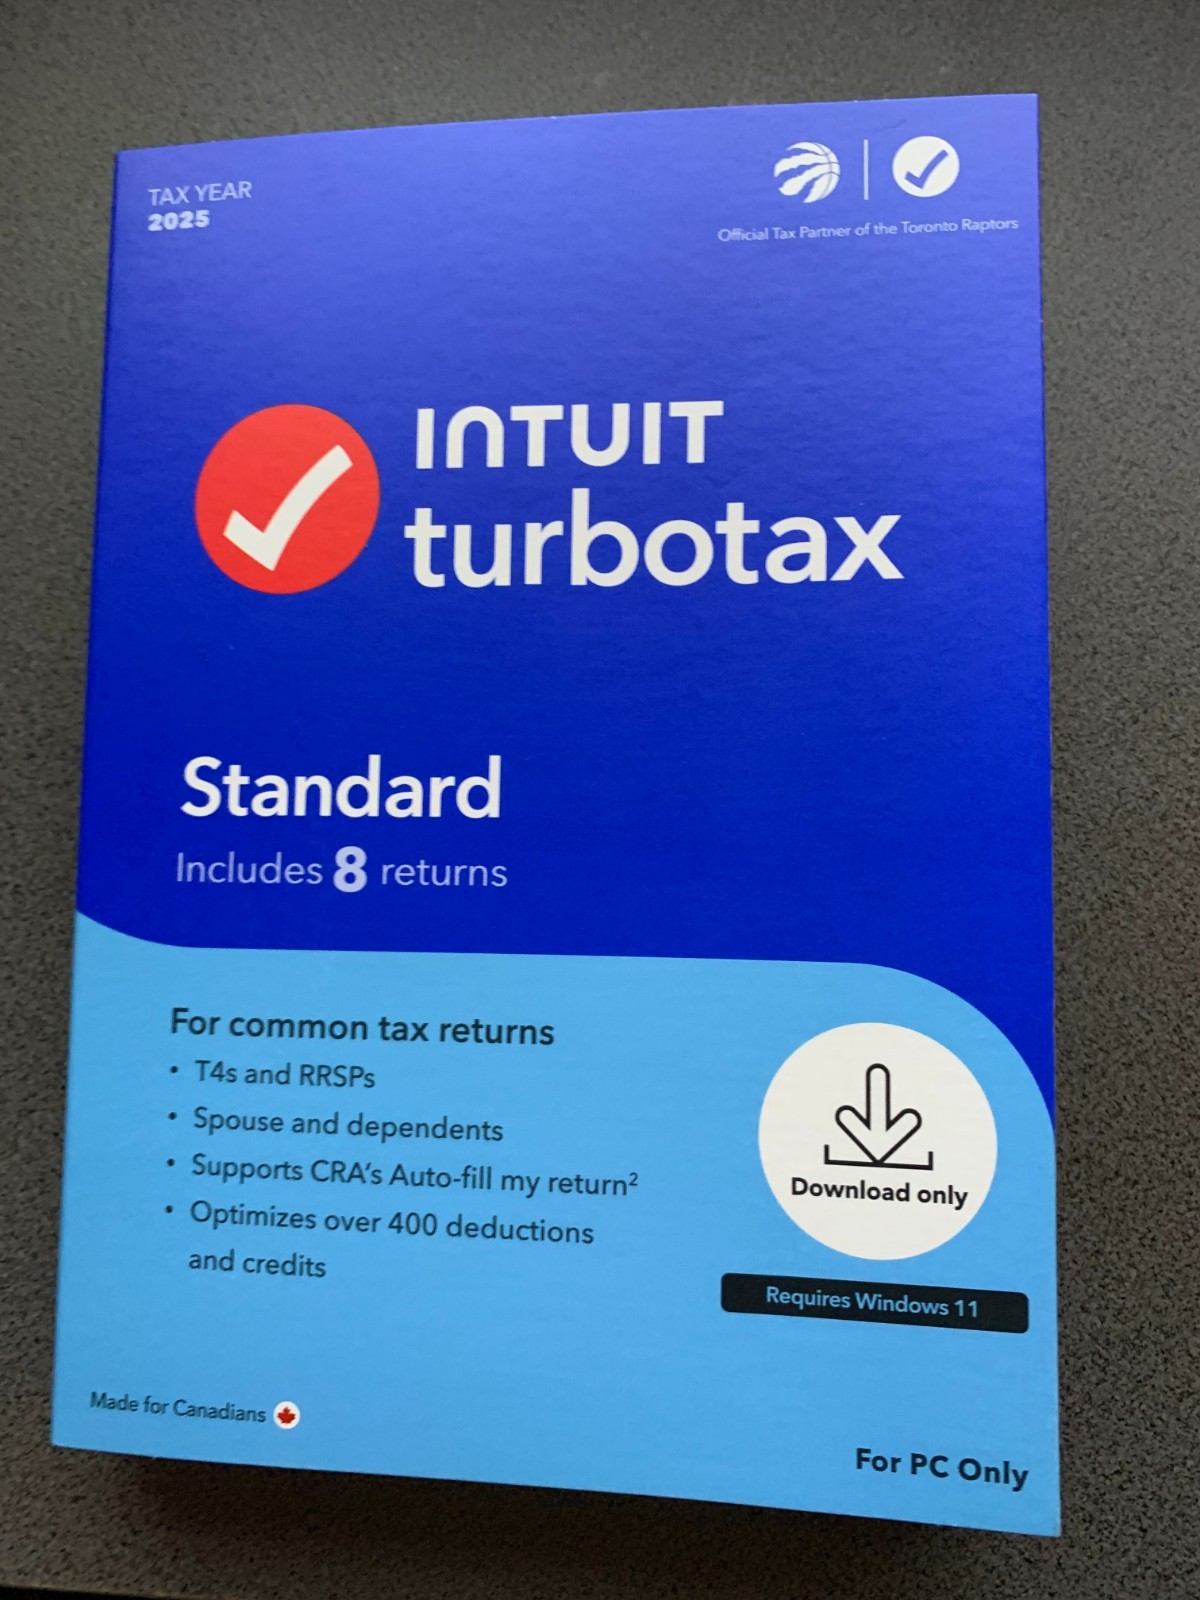 TAX YEAR
2025
Official Tax Partner of the Toronto Raptors
INTUIT
turbotax
Standard
Includes 8 returns
For common tax returns
• T4s and RRSPs
• Spouse and dependents
• Supports CRA's Auto-fill my return²
• Optimizes over 400 deductions
and credits
Download only
Requires Windows 11
Made for Canadians
For PC Only